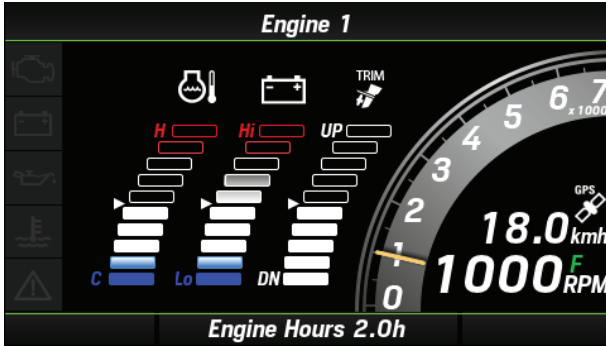 Engine 1
TRIM
H
Hi
UP
C
Lo
DN
7
6
x 1000
5
4
3
2
1
0
GPS
18.0 kmh
F
1000 RPM
Engine Hours 2.0h